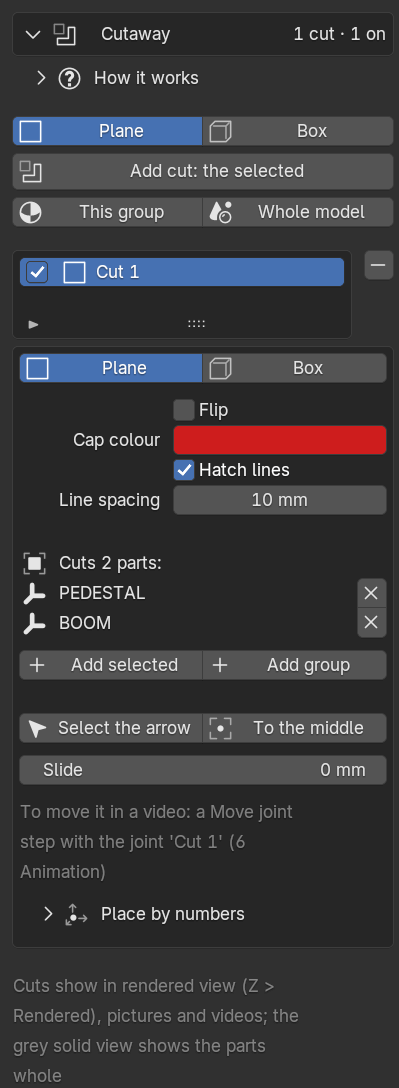 Cutaway 1 cut · 1 on
How it works
Plane Box
Add cut: the selected
This group Whole model
Cut 1
Plane Box
Flip
Cap colour
Hatch lines
Line spacing 10 mm
Cuts 2 parts:
PEDESTAL
BOOM
Add selected Add group
Select the arrow To the middle
Slide 0 mm
To move it in a video: a Move joint
step with the joint 'Cut 1' (6
Animation)
Place by numbers
Cuts show in rendered view (Z >
Rendered), pictures and videos; the
grey solid view shows the parts
whole